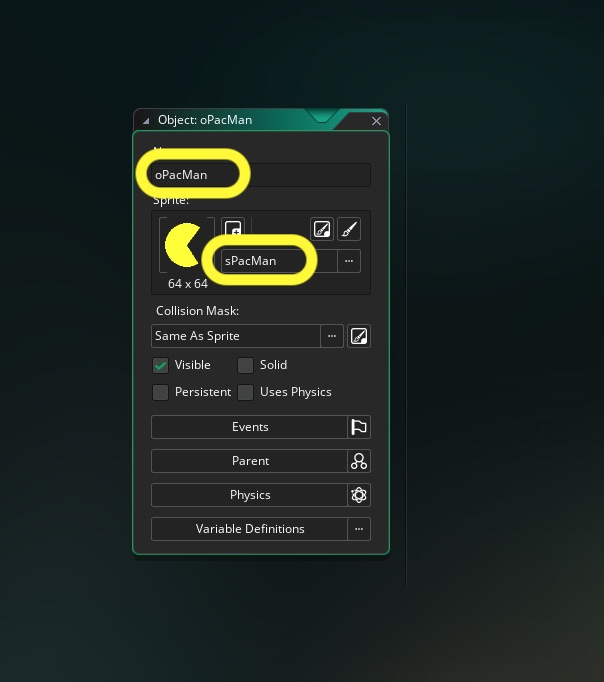 Object: oPacMan
oPacMan
Sprite:
sPacMan
64 x 64
Collision Mask:
Same As Sprite
Visible
Solid
Persistent
Uses Physics
Events
Parent
Physics
Variable Definitions